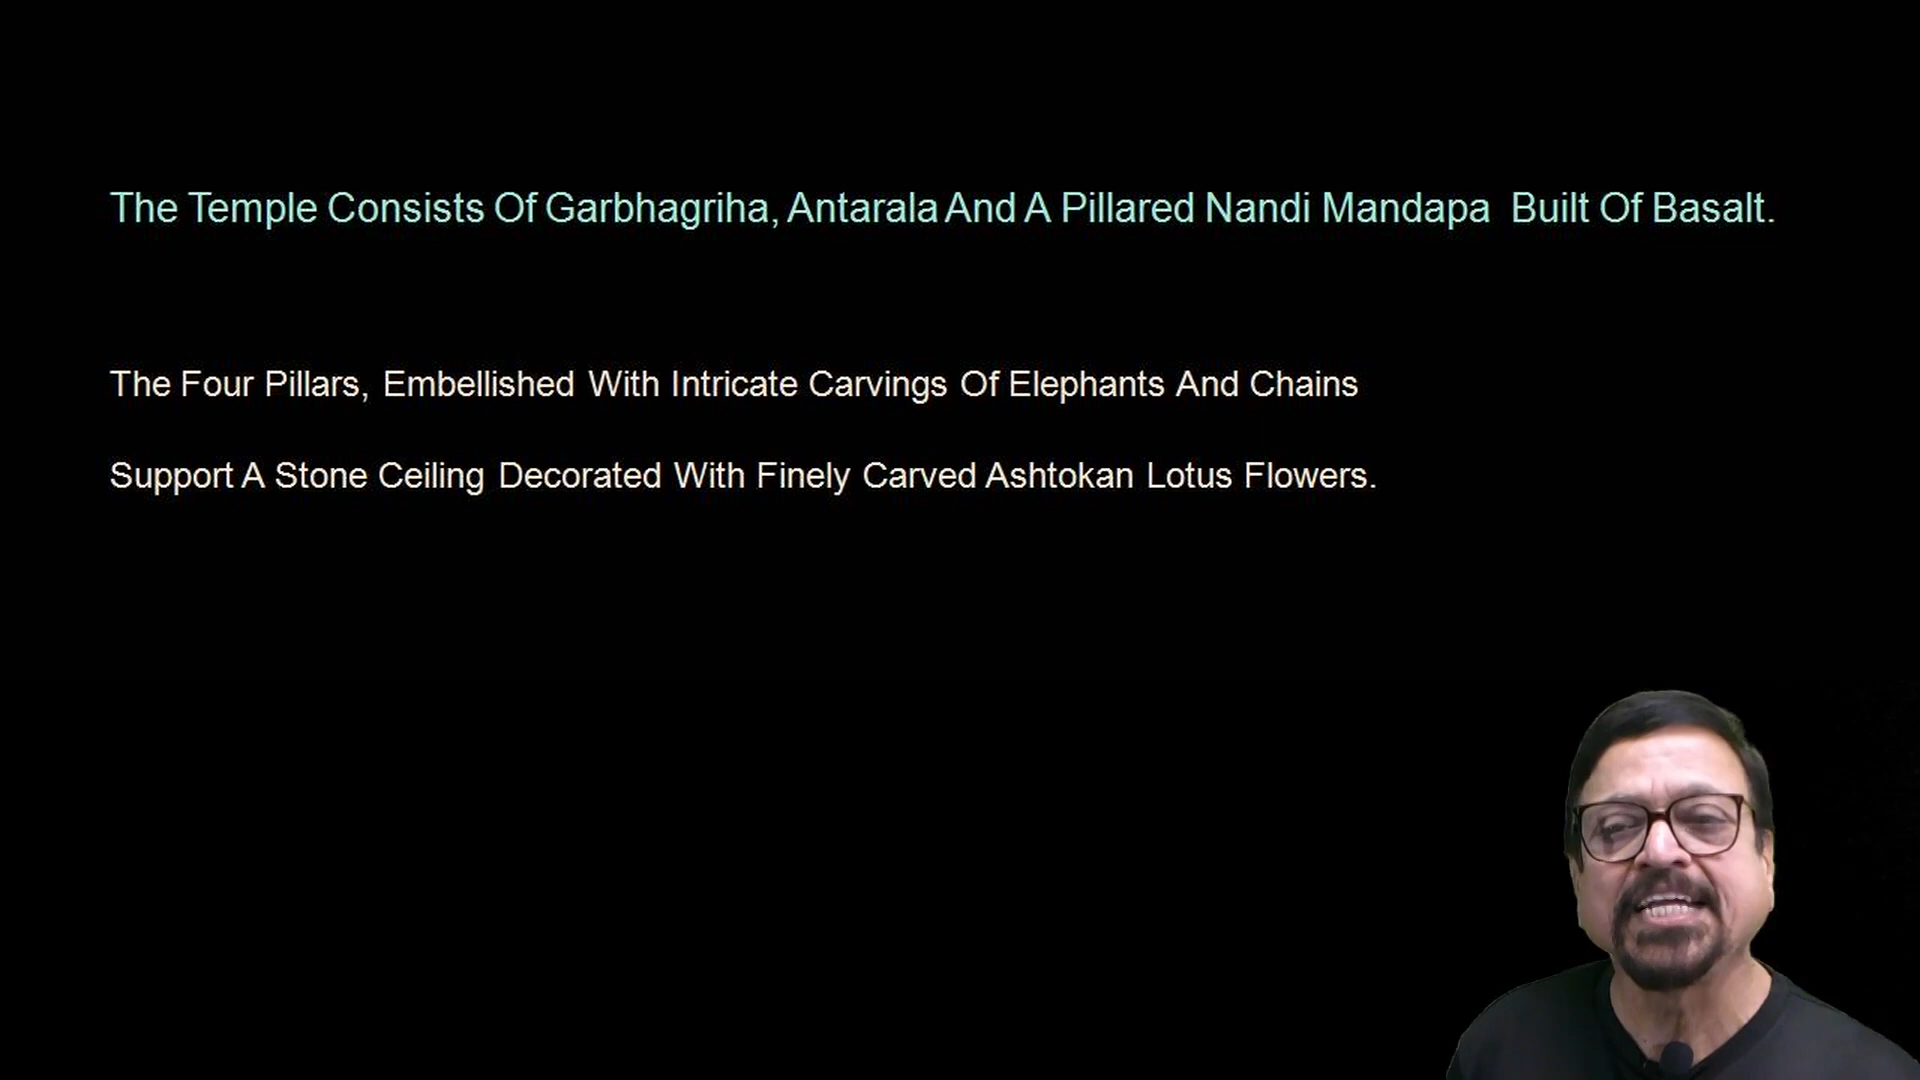 The Temple Consists Of Garbhagriha, Antarala And A Pillared Nandi Mandapa Built Of Basalt.
The Four Pillars, Embellished With Intricate Carvings Of Elephants And Chains
Support A Stone Ceiling Decorated With Finely Carved Ashtokan Lotus Flowers.